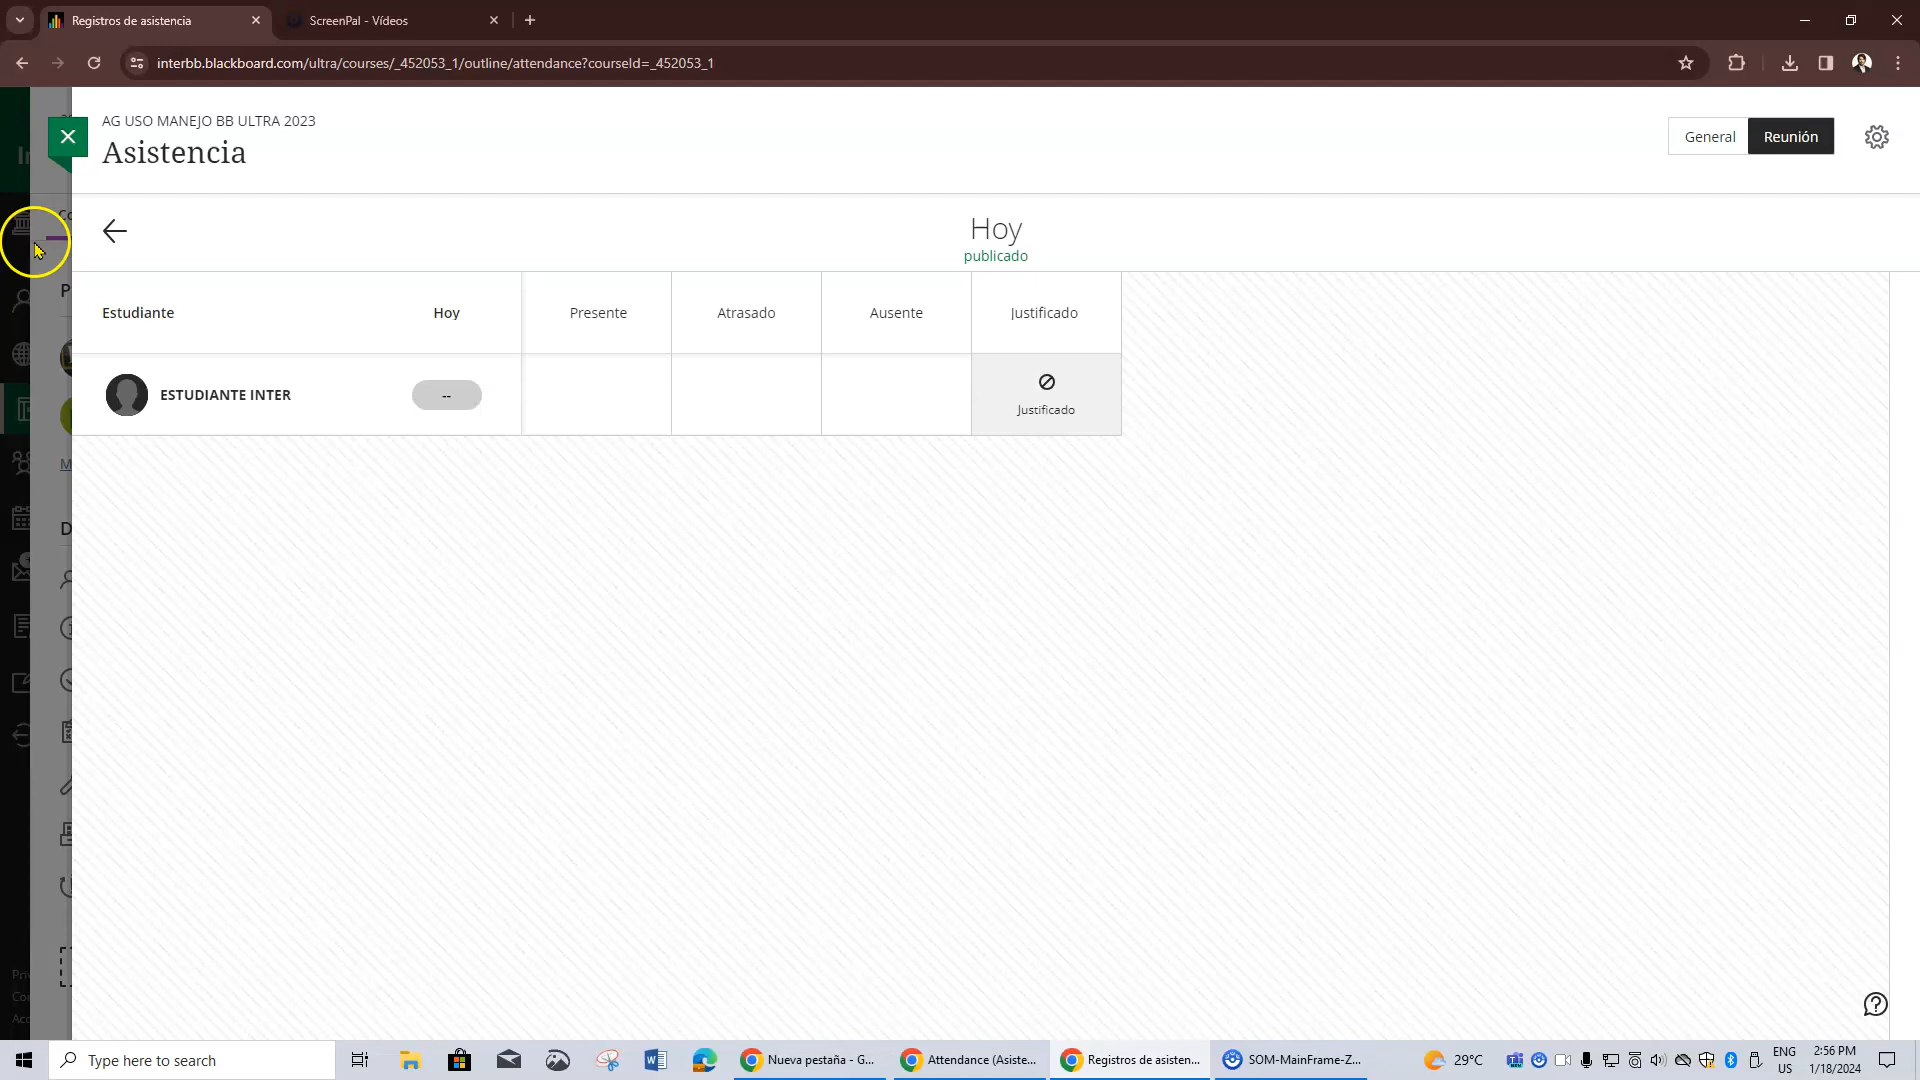 Registros de asistencia
ScreenPal - Vídeos
interbb.blackboard.com/ultra/courses/_452053_1/outline/attendance?courseId=_452053_1
AG USO MANEJO BB ULTRA 2023
Asistencia
General
Reunión
Hoy
publicado
Estudiante
Hoy
Presente
Atrasado
Ausente
Justificado
ESTUDIANTE INTER
--
Justificado
Type here to search
Nueva pestaña - G...
Attendance (Asiste...
Registros de asisten...
SOM-MainFrame-Z...
29°C
ENG
US
2:56 PM
1/18/2024